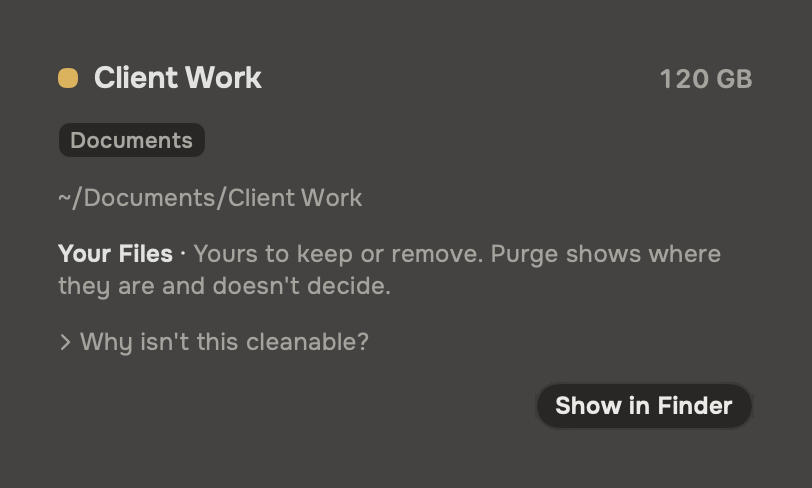 Client Work
120 GB
Documents
~/Documents/Client Work
Your Files · Yours to keep or remove. Purge shows where
they are and doesn't decide.
> Why isn't this cleanable?
Show in Finder